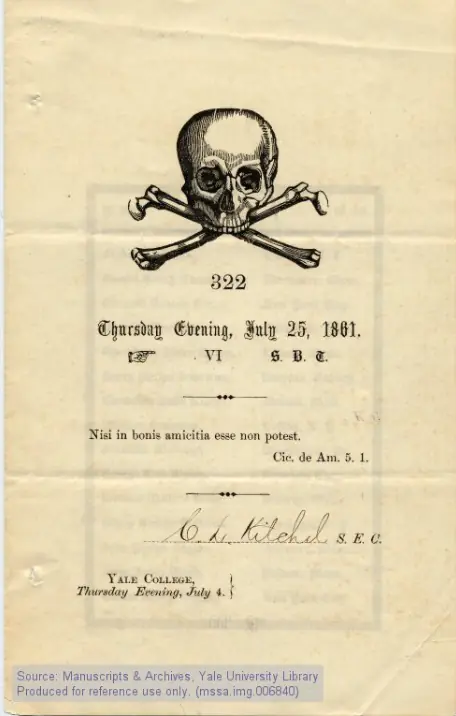 322
Thursday Evening, July 25, 1861.
VI S. B. T.
Nisi in bonis amicitia esse non potest.
Cic. de Am. 5. 1.
C. L. Kitchel S. E. C.
YALE COLLEGE,
Thursday Evening, July 4.
Source: Manuscripts & Archives, Yale University Library
Produced for reference use only. (mssa.img.006840)